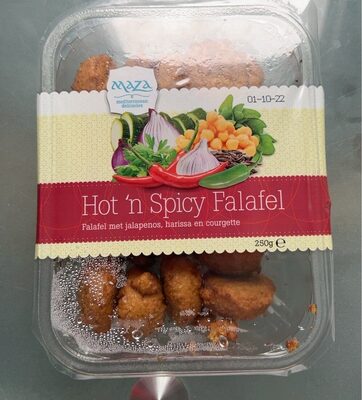 MAZA
mediterranean
delicacies
01-10-22
Hot 'n Spicy Falafel
Falafel met jalapenos, harissa en courgette
250g ℮